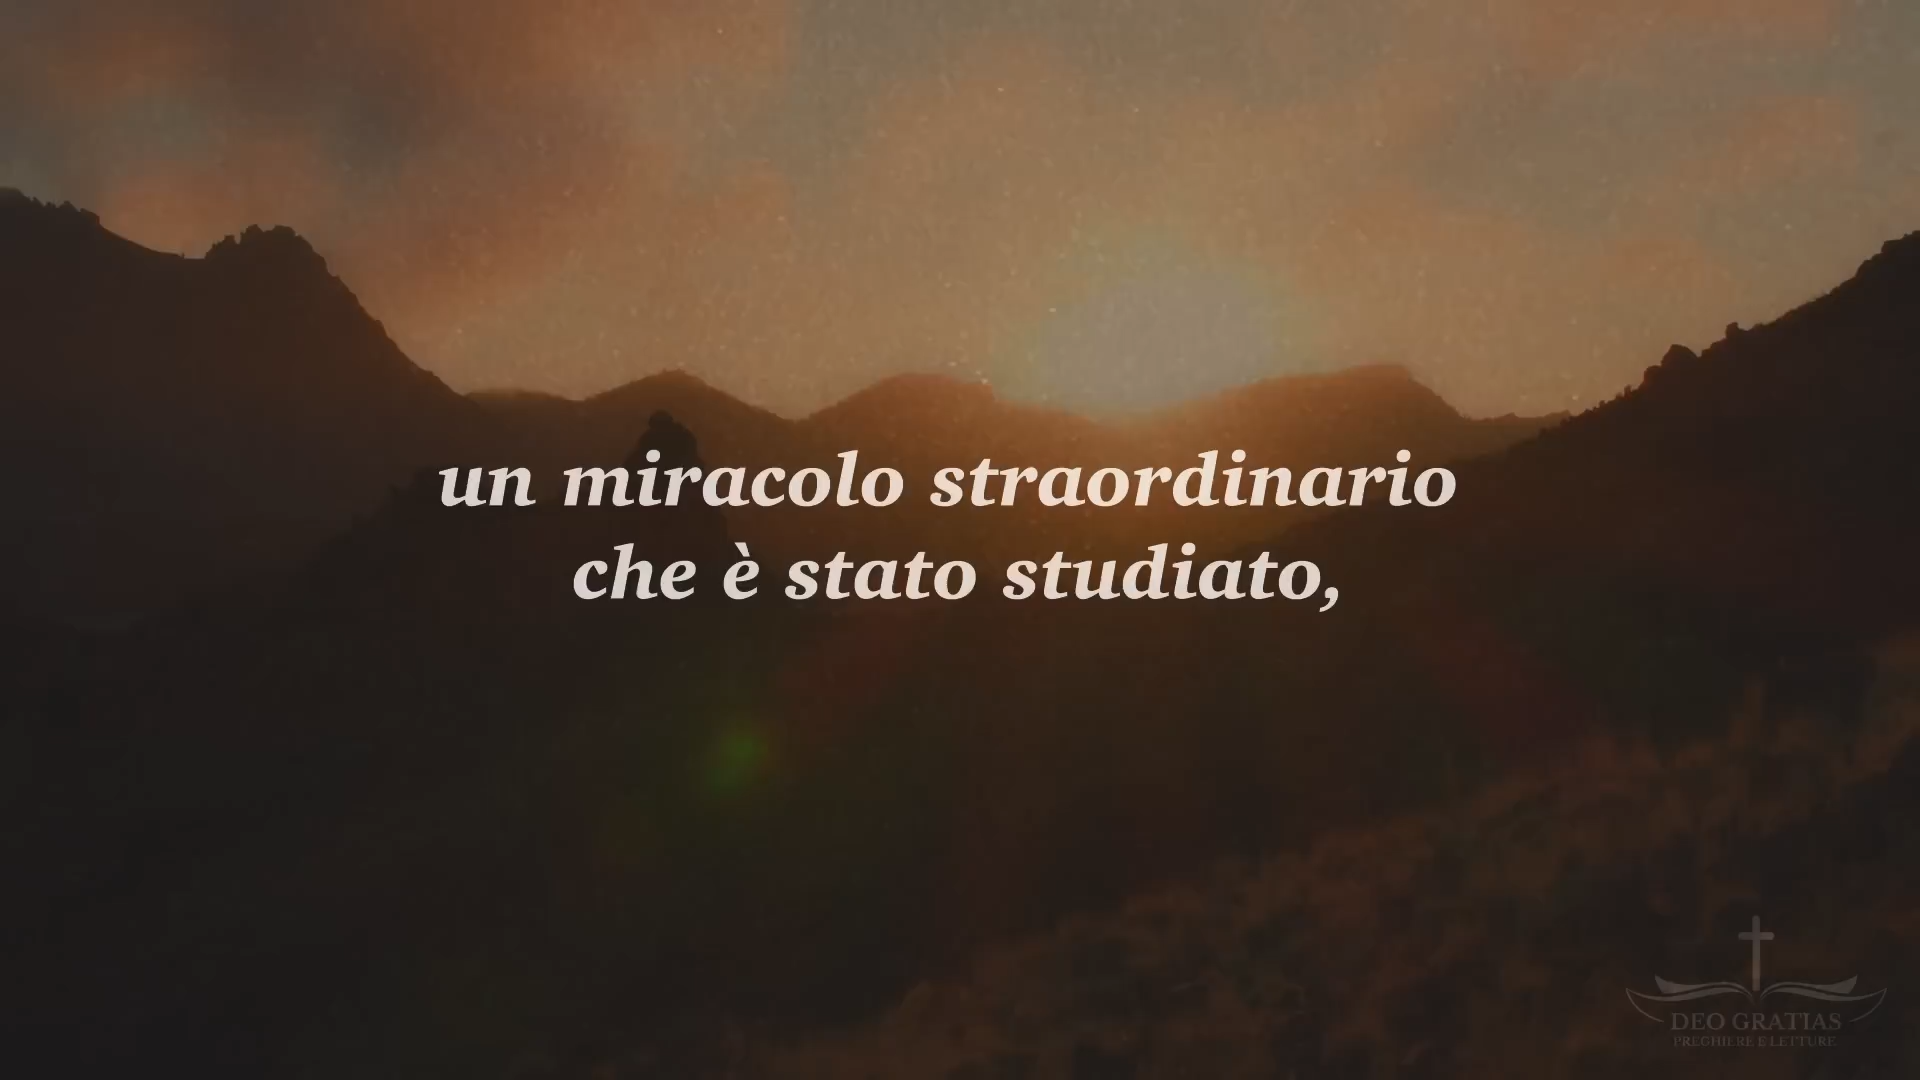 un miracolo straordinario
che è stato studiato,
DEO GRATIAS
PREGHIERE E LETTURE